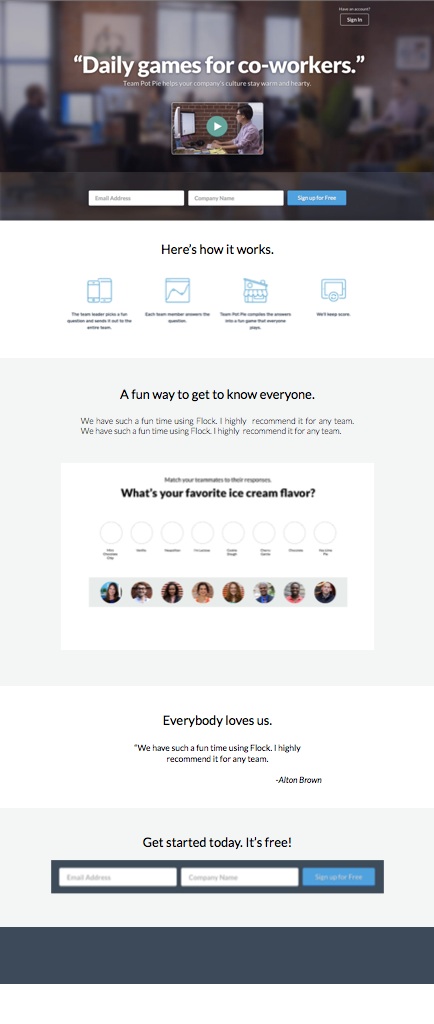 Have an account?
Sign In
“Daily games for co-workers.”
Team Pot Pie helps your company's culture stay warm and hearty.
Email Address
Company Name
Sign up for Free
Here’s how it works.
The team leader picks a fun
question and sends it out to the
entire team.
Each team member answers the
question.
Team Pot Pie compiles the answers
into a fun game that everyone
plays.
We'll keep score.
A fun way to get to know everyone.
We have such a fun time using Flock. I highly recommend it for any team.
We have such a fun time using Flock. I highly recommend it for any team.
Match your teammates to their responses.
What's your favorite ice cream flavor?
Mint
Chocolate
Chip
Vanilla
Neapolitan
Cookie
Dough
Cherry
Garcia
Chocolate
Everybody loves us.
“We have such a fun time using Flock. I highly
recommend it for any team.
-Alton Brown
Get started today. It’s free!
Email Address
Company Name
Sign up for Free